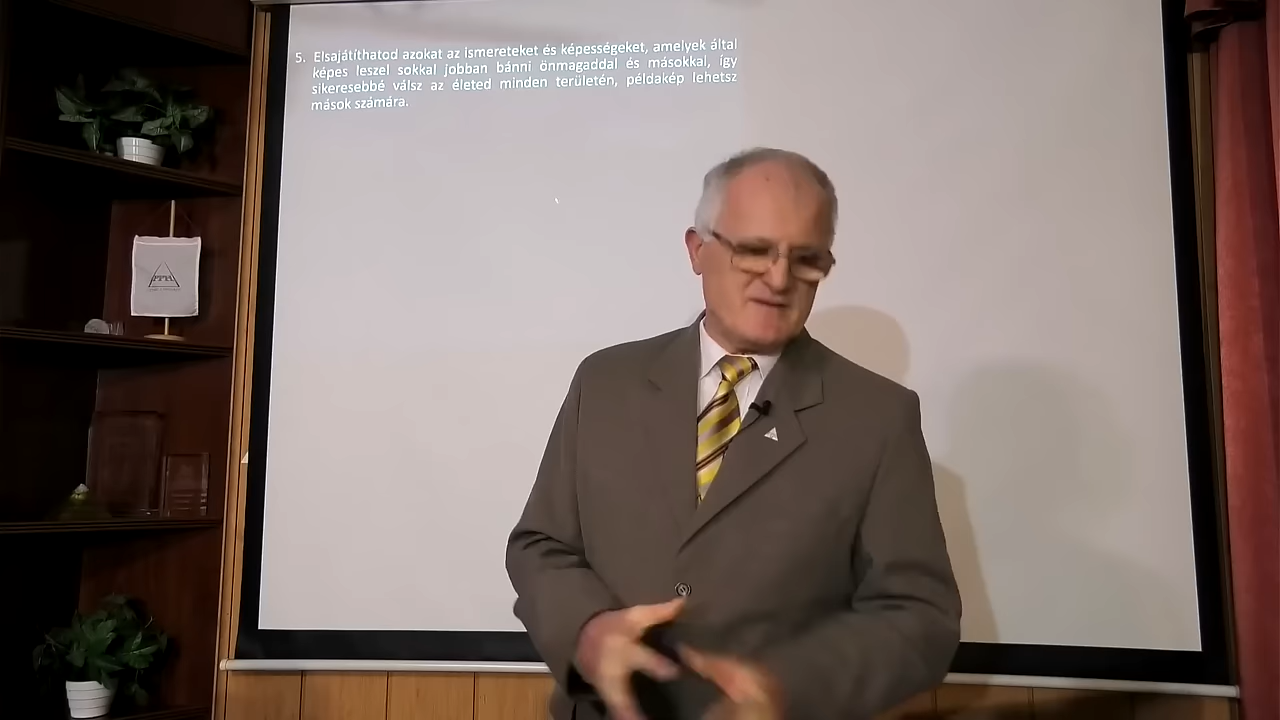 5. Elsajátíthatod azokat az ismereteket és képességeket, amelyek által
képes leszel sokkal jobban bánni önmagaddal és másokkal, így
sikeresebbé válsz az életed minden területén, példakép lehetsz
mások számára.